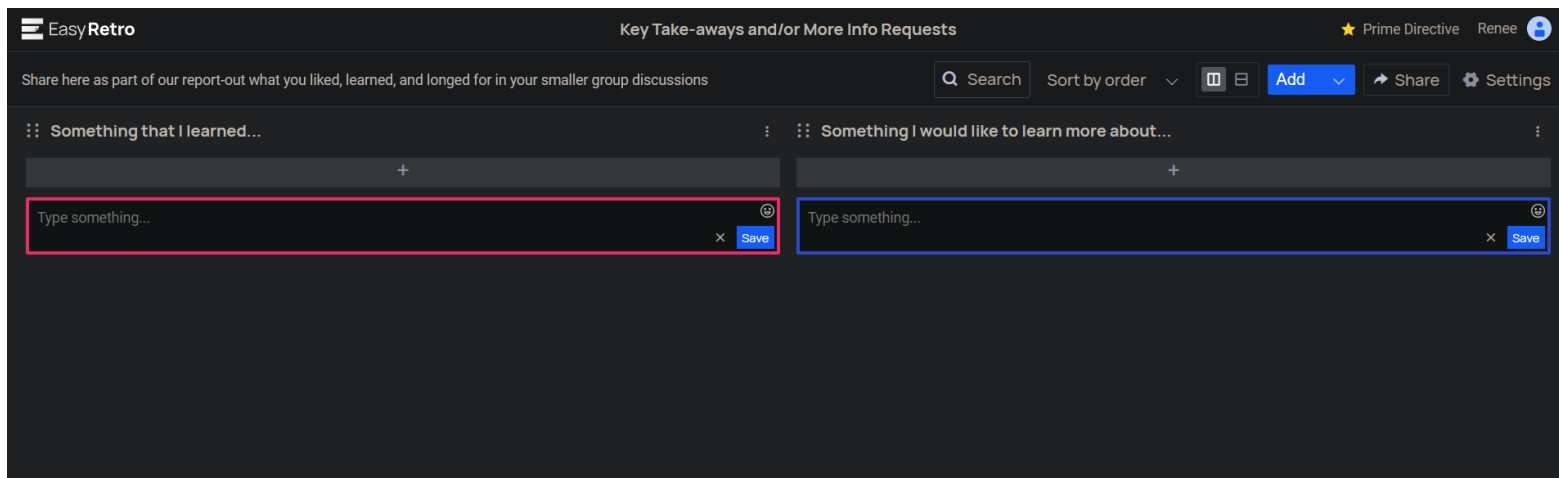 EasyRetro
Key Take-aways and/or More Info Requests
Prime Directive
Renee
Share here as part of our report-out what you liked, learned, and longed for in your smaller group discussions
Search
Sort by order
Add
Share
Settings
Something that I learned...
Something I would like to learn more about...
+
+
Type something...
Save
Type something...
Save